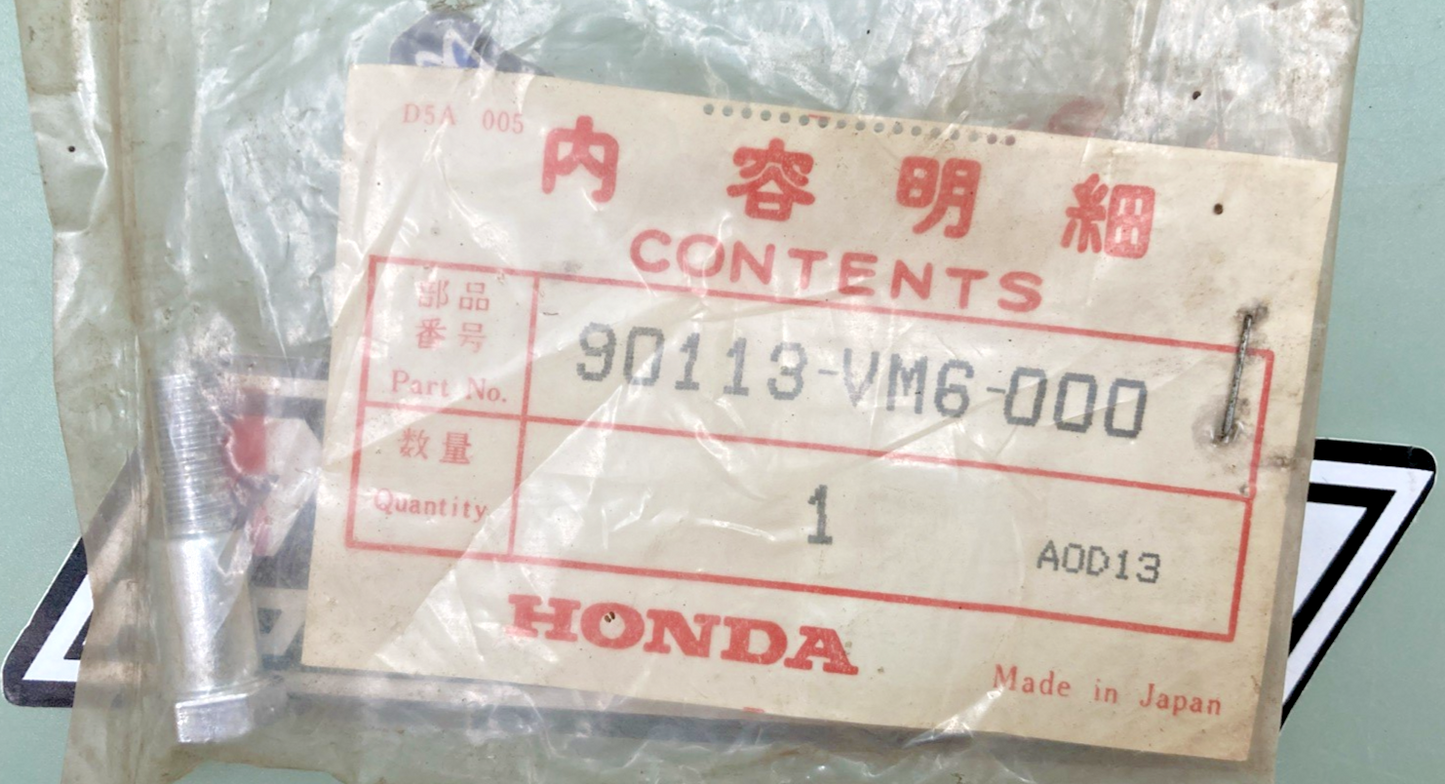 D5A 005
内容明細
CONTENTS
部品
番号
Part No.
90113-VM6-000
数量
Quantity
1
A0D13
HONDA
Made in Japan